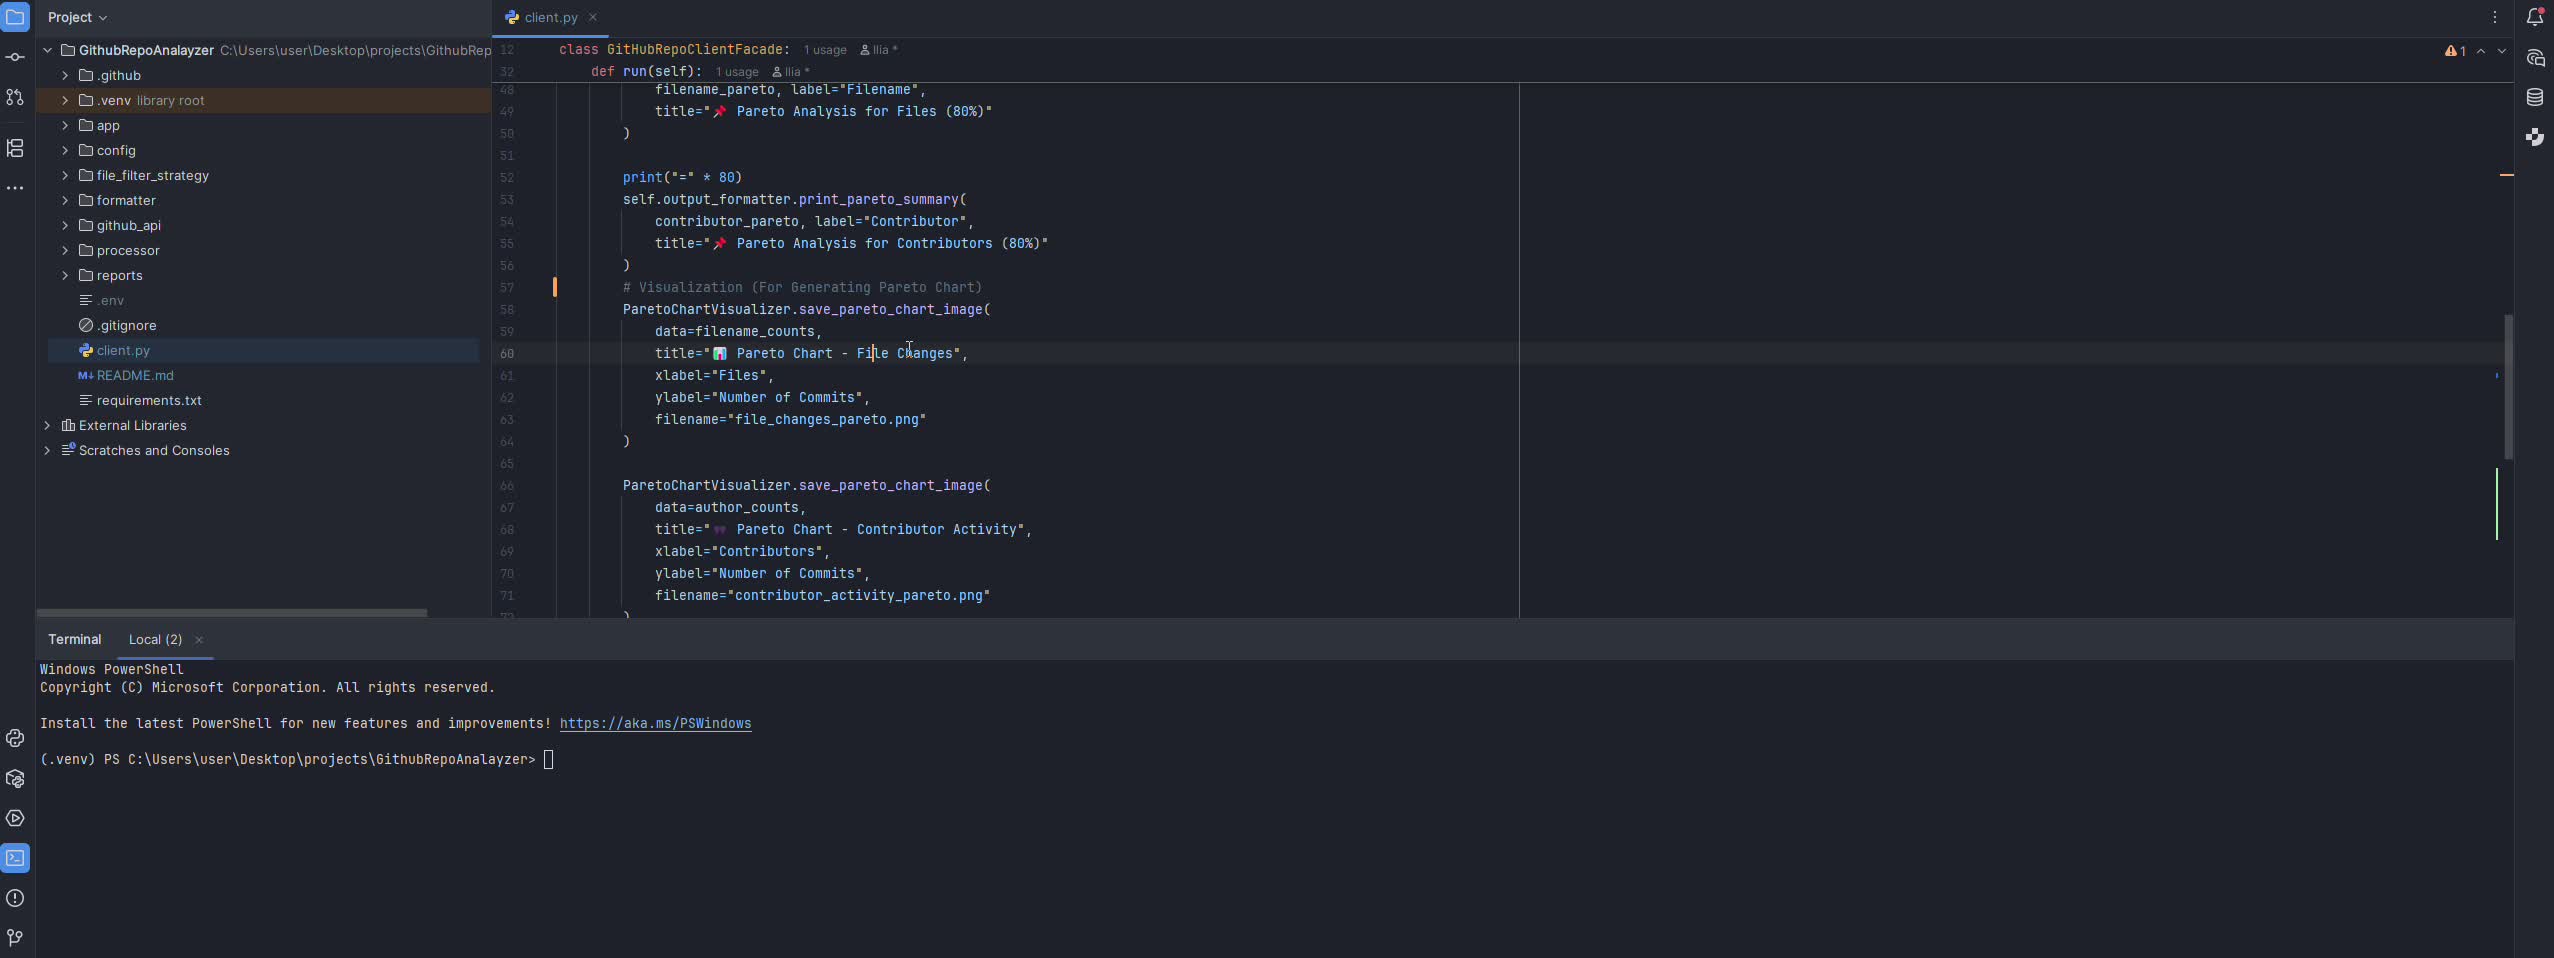 Project
GithubRepoAnalayzer C:\Users\user\Desktop\projects\GithubRep
.github
.venv library root
app
config
file_filter_strategy
formatter
github_api
processor
reports
.env
.gitignore
client.py
README.md
requirements.txt
External Libraries
Scratches and Consoles
client.py
12 class GitHubRepoClientFacade: 1 usage Ilia *
32 def run(self): 1 usage Ilia *
1
48 filename_pareto, label="Filename",
49 title="📌 Pareto Analysis for Files (80%)"
50 )
51
52 print("=" * 80)
53 self.output_formatter.print_pareto_summary(
54 contributor_pareto, label="Contributor",
55 title="📌 Pareto Analysis for Contributors (80%)"
56 )
57 # Visualization (For Generating Pareto Chart)
58 ParetoChartVisualizer.save_pareto_chart_image(
59 data=filename_counts,
60 title="📊 Pareto Chart - File Changes",
61 xlabel="Files",
62 ylabel="Number of Commits",
63 filename="file_changes_pareto.png"
64 )
65
66 ParetoChartVisualizer.save_pareto_chart_image(
67 data=author_counts,
68 title="👥 Pareto Chart - Contributor Activity",
69 xlabel="Contributors",
70 ylabel="Number of Commits",
71 filename="contributor_activity_pareto.png"
72 )
Terminal Local (2)
Windows PowerShell
Copyright (C) Microsoft Corporation. All rights reserved.
Install the latest PowerShell for new features and improvements! https://aka.ms/PSWindows
(.venv) PS C:\Users\user\Desktop\projects\GithubRepoAnalayzer>